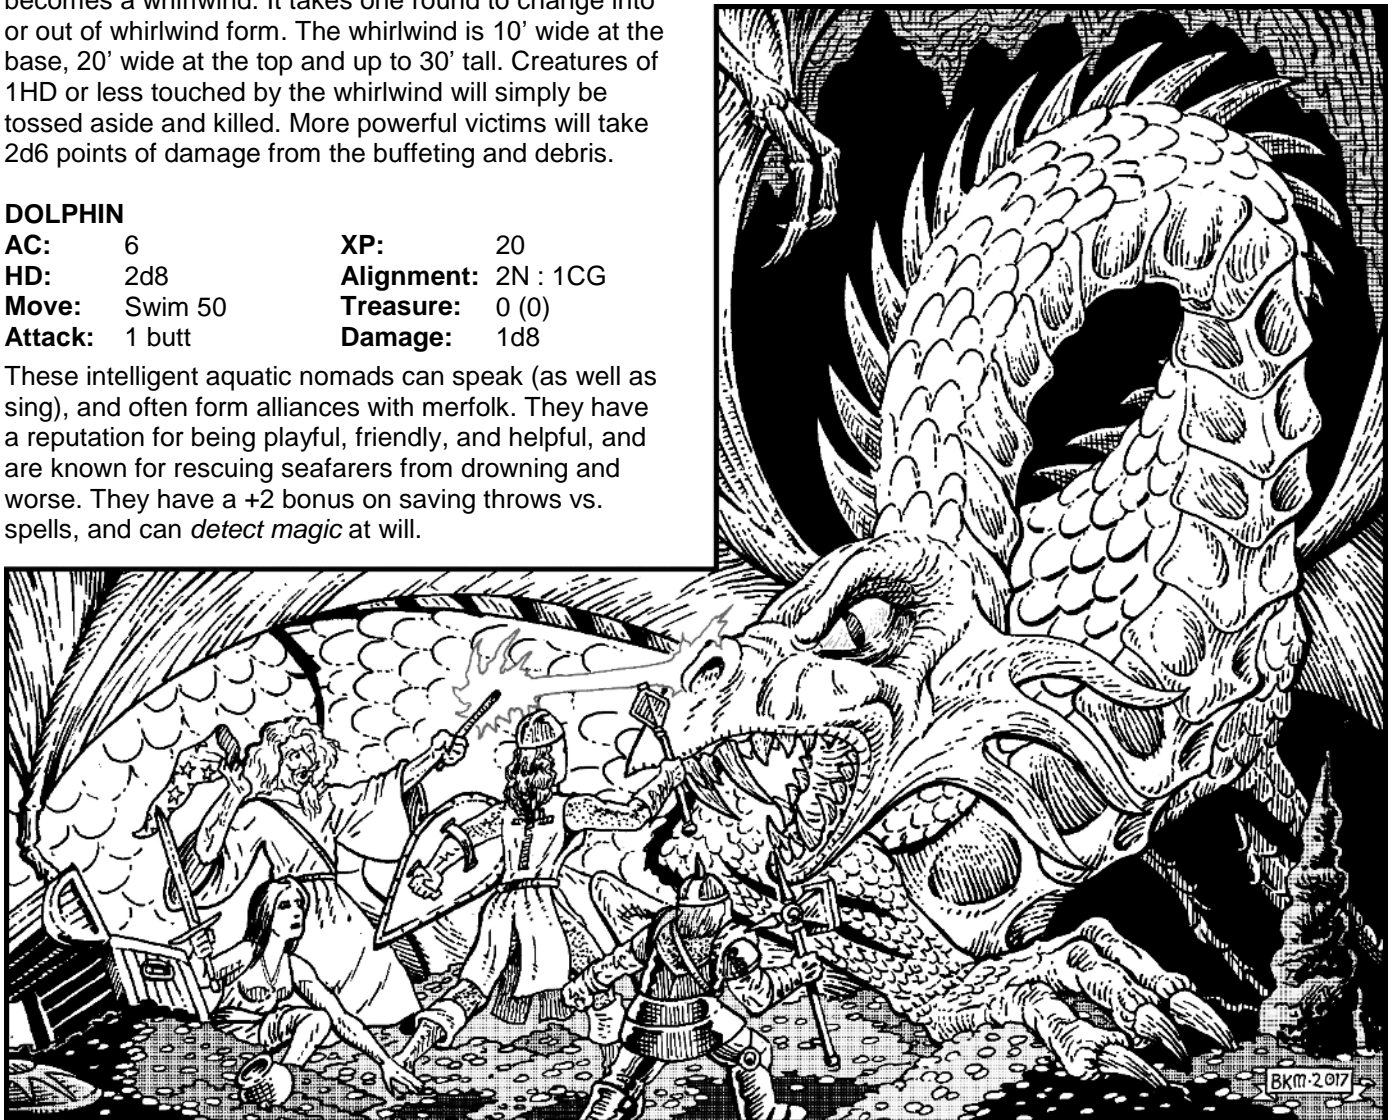 becomes a whirlwind. It takes one round to change into
or out of whirlwind form. The whirlwind is 10’ wide at the
base, 20’ wide at the top and up to 30’ tall. Creatures of
1HD or less touched by the whirlwind will simply be
tossed aside and killed. More powerful victims will take
2d6 points of damage from the buffeting and debris.
DOLPHIN
AC: 6 XP: 20
HD: 2d8 Alignment: 2N : 1CG
Move: Swim 50 Treasure: 0 (0)
Attack: 1 butt Damage: 1d8
These intelligent aquatic nomads can speak (as well as
sing), and often form alliances with merfolk. They have
a reputation for being playful, friendly, and helpful, and
are known for rescuing seafarers from drowning and
worse. They have a +2 bonus on saving throws vs.
spells, and can detect magic at will.
BKM-2017